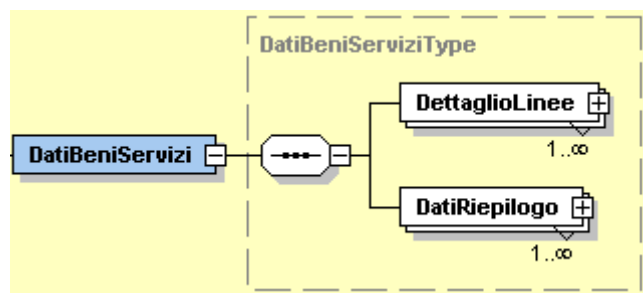 DatiBeniServiziType
DettaglioLinee
1..∞
DatiBeniServizi
DatiRiepilogo
1..∞